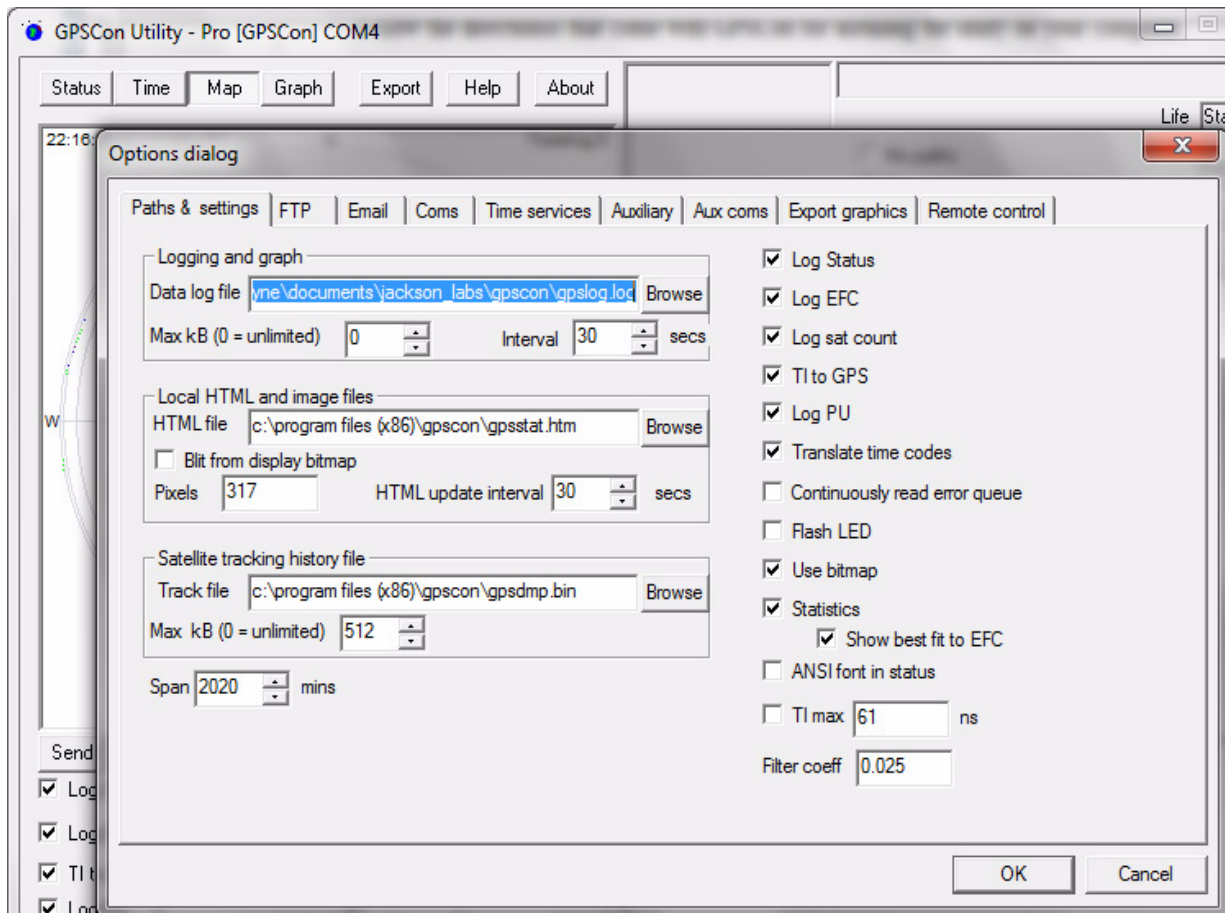 GPSCon Utility - Pro [GPSCon] COM4
Status Time Map Graph Export Help About
Life Sta
22:16:
Options dialog
Paths & settings FTP Email Coms Time services Auxiliary Aux coms Export graphics Remote control
Logging and graph
Data log file yne\documents\jackson_labs\gpscon\gpslog.log Browse
Max kB (0 = unlimited) 0 Interval 30 secs
Local HTML and image files
HTML file c:\program files (x86)\gpscon\gpsstat.htm Browse
Blit from display bitmap
Pixels 317 HTML update interval 30 secs
Satellite tracking history file
Track file c:\program files (x86)\gpscon\gpsdmp.bin Browse
Max kB (0 = unlimited) 512
Span 2020 mins
Log Status
Log EFC
Log sat count
TI to GPS
Log PU
Translate time codes
Continuously read error queue
Flash LED
Use bitmap
Statistics
Show best fit to EFC
ANSI font in status
TI max 61 ns
Filter coeff 0.025
OK Cancel
W
Send
Log
Log
TI t
Log